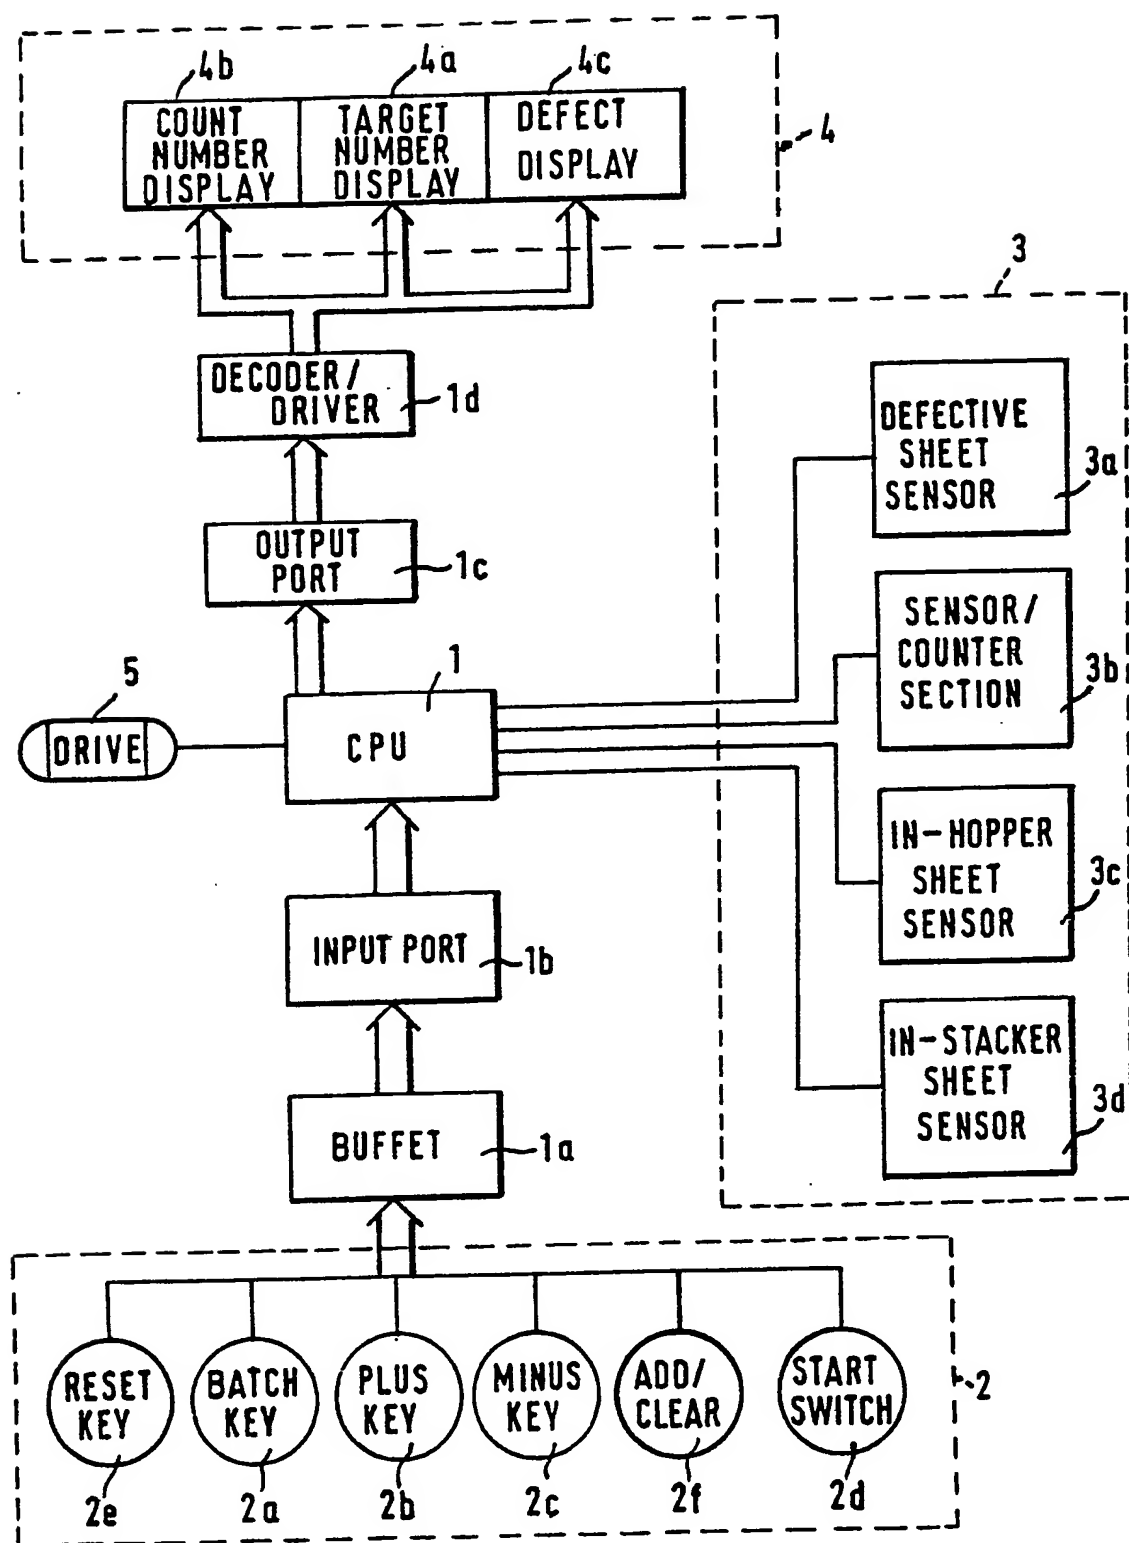 4b
4a
4c
COUNT
NUMBER
DISPLAY
TARGET
NUMBER
DISPLAY
DEFECT
DISPLAY
4
3
DECODER/
DRIVER
1d
DEFECTIVE
SHEET
SENSOR
3a
OUTPUT
PORT
1c
SENSOR/
COUNTER
SECTION
3b
5
DRIVE
1
CPU
IN-HOPPER
SHEET
SENSOR
3c
INPUT PORT
1b
IN-STACKER
SHEET
SENSOR
3d
BUFFET
1a
RESET
KEY
BATCH
KEY
PLUS
KEY
MINUS
KEY
ADD/
CLEAR
START
SWITCH
2
2e
2a
2b
2c
2f
2d